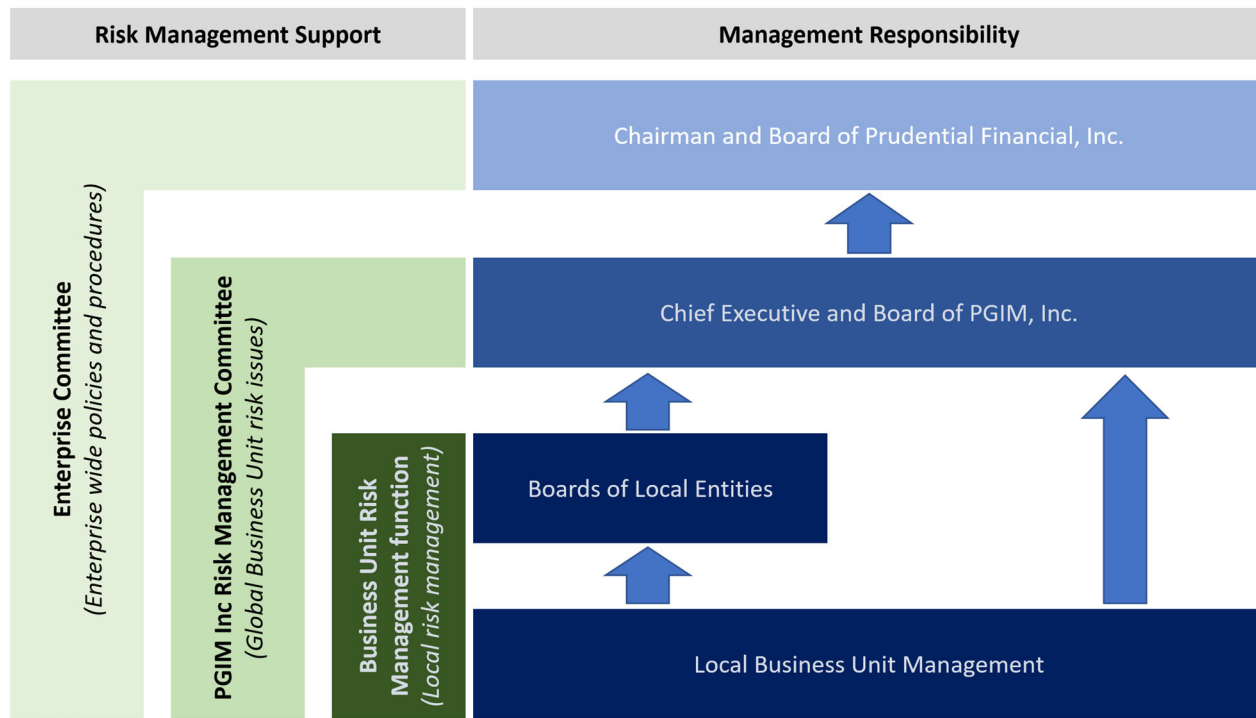 Risk Management Support
Management Responsibility
Enterprise Committee
(Enterprise wide policies and procedures)
PGIM Inc Risk Management Committee
(Global Business Unit risk issues)
Business Unit Risk
Management function
(Local risk management)
Chairman and Board of Prudential Financial, Inc.
Chief Executive and Board of PGIM, Inc.
Boards of Local Entities
Local Business Unit Management